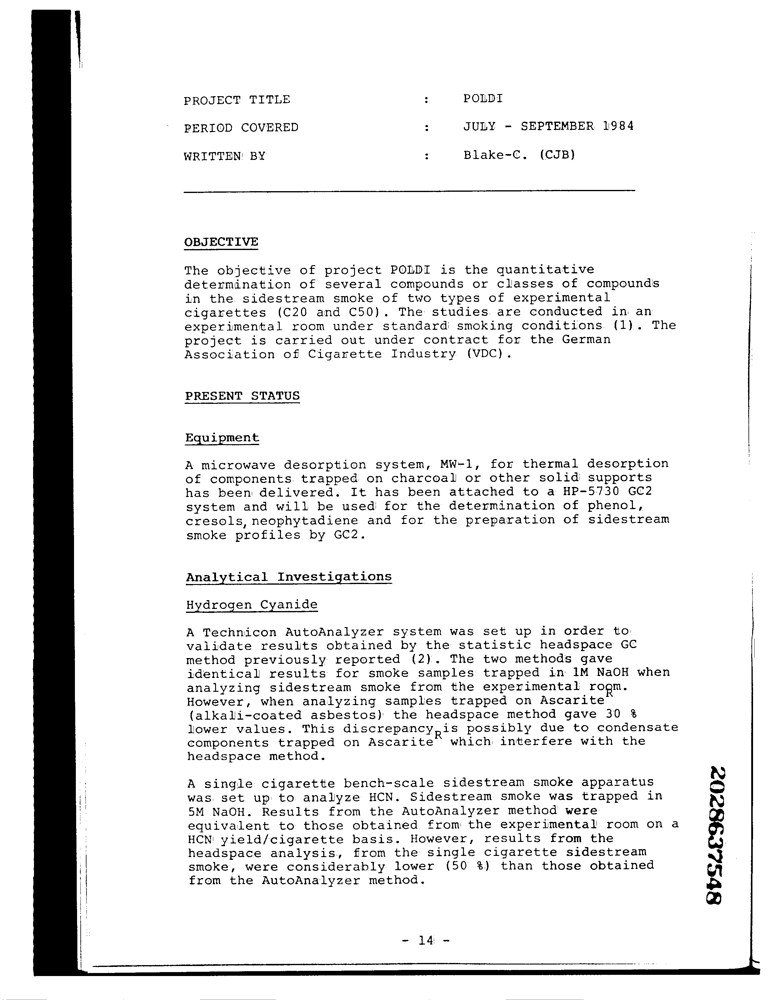 PROJECT TITLE : POLDI
PERIOD COVERED : JULY - SEPTEMBER 1984
WRITTEN BY : Blake-C. (CJB)
OBJECTIVE
The objective of project POLDI is the quantitative
determination of several compounds or classes of compounds
in the sidestream smoke of two types of experimental
cigarettes (C20 and C50). The studies are conducted in an
experimental room under standard smoking conditions (1). The
project is carried out under contract for the German
Association of Cigarette Industry (VDC).
PRESENT STATUS
Equipment
A microwave desorption system, MW-1, for thermal desorption
of components trapped on charcoal or other solid supports
has been delivered. It has been attached to a HP-5730 GC2
system and will be used for the determination of phenol,
cresols, neophytadiene and for the preparation of sidestream
smoke profiles by GC2.
Analytical Investigations
Hydrogen Cyanide
A Technicon AutoAnalyzer system was set up in order to
validate results obtained by the statistic headspace GC
method previously reported (2). The two methods gave
identical results for smoke samples trapped in 1M NaOH when
analyzing sidestream smoke from the experimental room.
However, when analyzing samples trapped on Ascarite R
(alkali-coated asbestos) the headspace method gave 30 %
lower values. This discrepancy is possibly due to condensate
components trapped on Ascarite R which interfere with the
headspace method.
A single cigarette bench-scale sidestream smoke apparatus
was set up to analyze HCN. Sidestream smoke was trapped in
5M NaOH. Results from the AutoAnalyzer method were
equivalent to those obtained from the experimental room on a
HCN yield/cigarette basis. However, results from the
headspace analysis, from the single cigarette sidestream
smoke, were considerably lower (50 %) than those obtained
from the AutoAnalyzer method.
- 14 -
2028637548